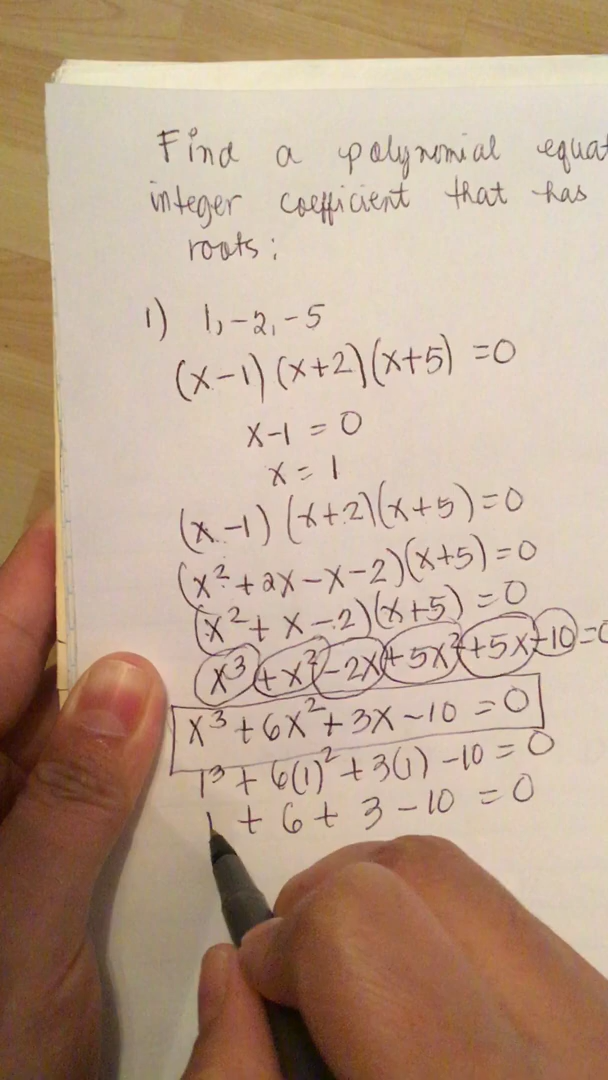 Find a polynomial equat
integer coefficient that has
roots:
1) 1, -2, -5
(x-1)(x+2)(x+5) = 0
x-1 = 0
x = 1
(x-1)(x+2)(x+5) = 0
(x²+2x-x-2)(x+5) = 0
(x²+x-2)(x+5) = 0
x³+x²-2x+5x²+5x-10=0
x³+6x²+3x-10 = 0
1³+6(1)²+3(1)-10 = 0
1+6+3-10 = 0